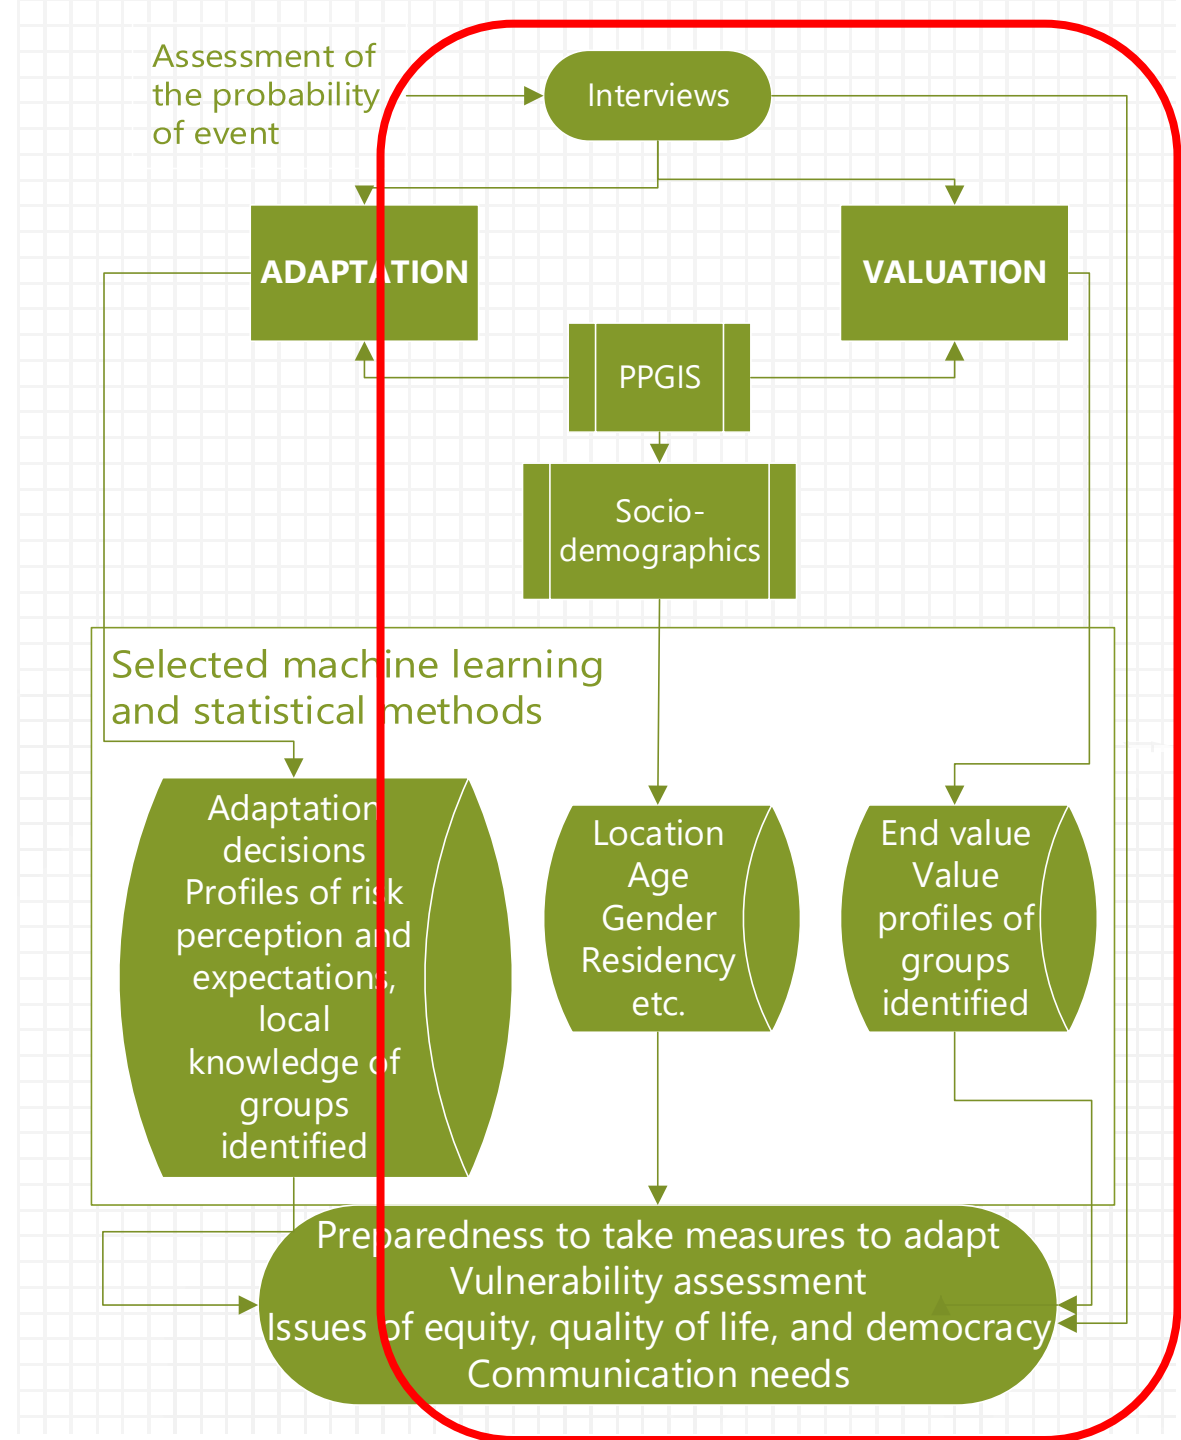 Assessment of
the probability
of event
Interviews
ADAPTATION
VALUATION
PPGIS
Socio-
demographics
Selected machine learning
and statistical methods
Adaptation
decisions
Profiles of risk
perception and
expectations,
local
knowledge of
groups
identified
Location
Age
Gender
Residency
etc.
End value
Value
profiles of
groups
identified
Preparedness to take measures to adapt
Vulnerability assessment
Issues of equity, quality of life, and democracy
Communication needs